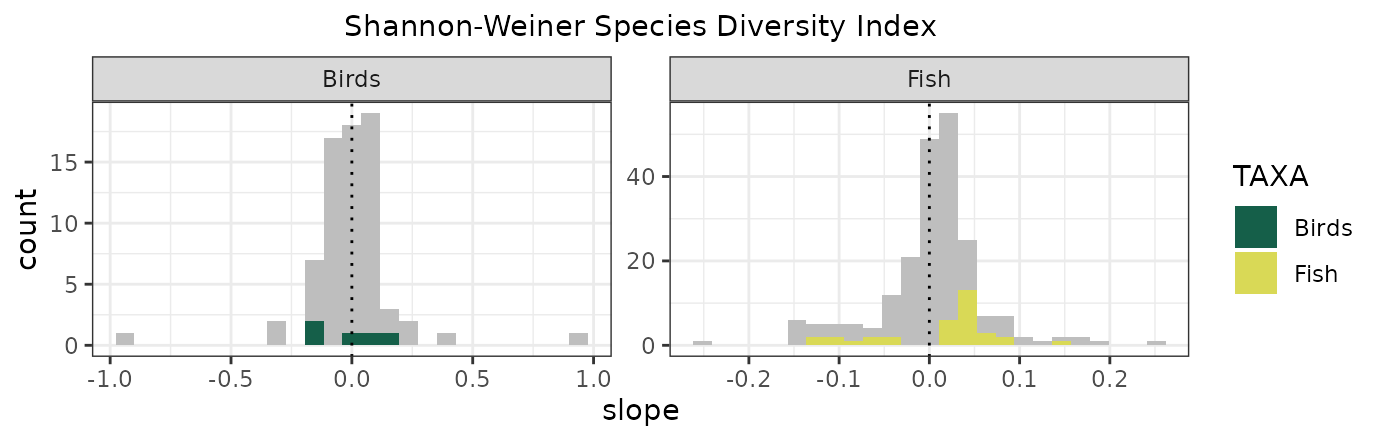 Shannon-Weiner Species Diversity Index
Birds
Fish
count
15
10
5
0
-1.0 -0.5 0.0 0.5 1.0
40
20
0
-0.2 -0.1 0.0 0.1 0.2
slope
TAXA
Birds
Fish